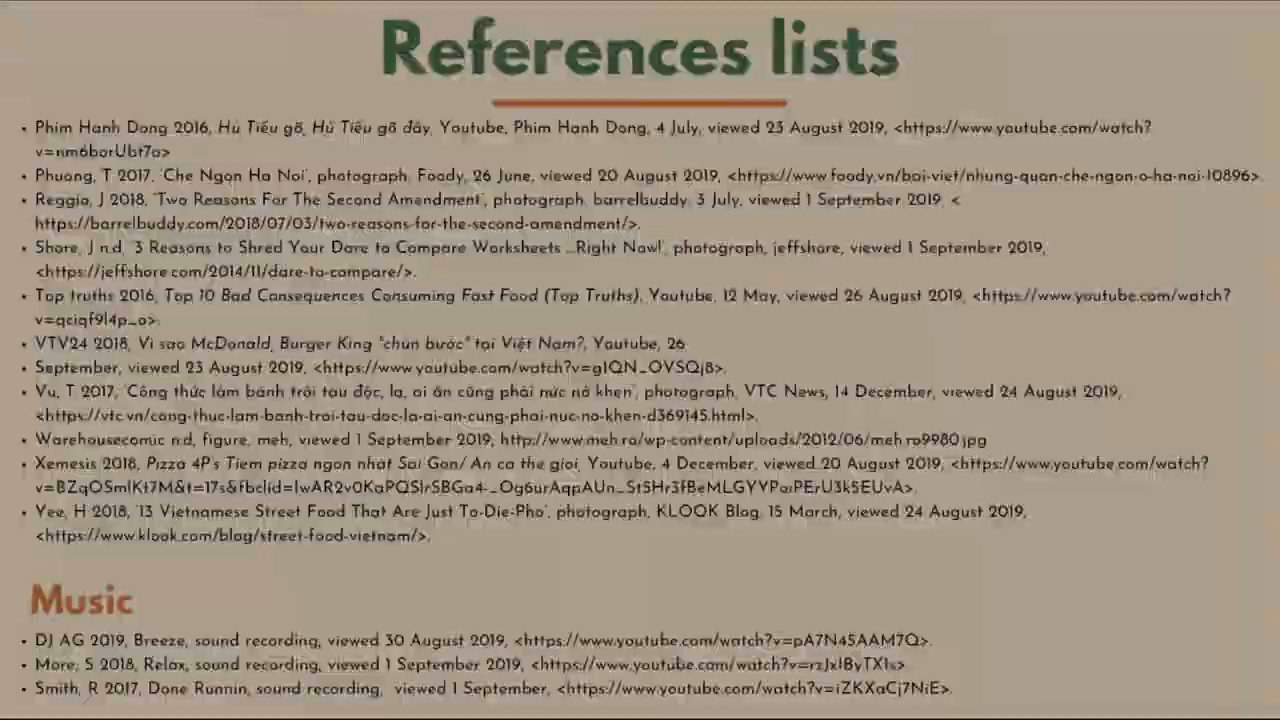 References lists
• Phim Hanh Dong 2016, Hủ Tiếu gõ, Hủ Tiếu gõ đây, Youtube, Phim Hanh Dong, 4 July, viewed 23 August 2019, <https://www.youtube.com/watch?
v=nm6borUbt7o>
• Phuong, T 2017, 'Che Ngon Ha Noi', photograph, Foody, 26 June, viewed 20 August 2019, <https://www.foody.vn/bai-viet/nhung-quan-che-ngon-o-ha-noi-10896>.
• Reggio, J 2018, 'Two Reasons For The Second Amendment', photograph, barrelbuddy, 3 July, viewed 1 September 2019, <
https://barrelbuddy.com/2018/07/03/two-reasons-for-the-second-amendment/>.
• Shore, J n.d, '3 Reasons to Shred Your Dare to Compare Worksheets ...Right Now!', photograph, jeffshore, viewed 1 September 2019,
<https://jeffshore.com/2014/11/dare-to-compare/>.
• Top truths 2016, Top 10 Bad Consequences Consuming Fast Food (Top Truths), Youtube, 12 May, viewed 26 August 2019, <https://www.youtube.com/watch?
v=qciqf9l4p_o>.
• VTV24 2018, Vì sao McDonald, Burger King "chùn bước" tại Việt Nam?, Youtube, 26
• September, viewed 23 August 2019, <https://www.youtube.com/watch?v=glQN_OVSQj8>.
• Vu, T 2017, 'Công thức làm bánh trôi tàu độc, lạ, ai ăn cũng phải nức nở khen', photograph, VTC News, 14 December, viewed 24 August 2019,
<https://vtc.vn/cong-thuc-lam-banh-troi-tau-doc-la-ai-an-cung-phai-nuc-no-khen-d369145.html>.
• Warehousecomic n.d, figure, meh, viewed 1 September 2019, http://www.meh.ro/wp-content/uploads/2012/06/meh.ro9980.jpg
• Xemesis 2018, Pizza 4P's Tiem pizza ngon nhat Sai Gon/ An ca the gioi, Youtube, 4 December, viewed 20 August 2019, <https://www.youtube.com/watch?
• Yee, H 2018, '13 Vietnamese Street Food That Are Just To-Die-Pho', photograph, KLOOK Blog, 15 March, viewed 24 August 2019,
<https://www.klook.com/blog/street-food-vietnam/>.
Music
• DJ AG 2019, Breeze, sound recording, viewed 30 August 2019, <https://www.youtube.com/watch?v=pA7N45AAM7Q>.
• More, S 2018, Relax, sound recording, viewed 1 September 2019, <https://www.youtube.com/watch?v=rzJxlByTX1s>
• Smith, R 2017, Done Runnin, sound recording, viewed 1 September, <https://www.youtube.com/watch?v=iZKXaCj7NiE>.